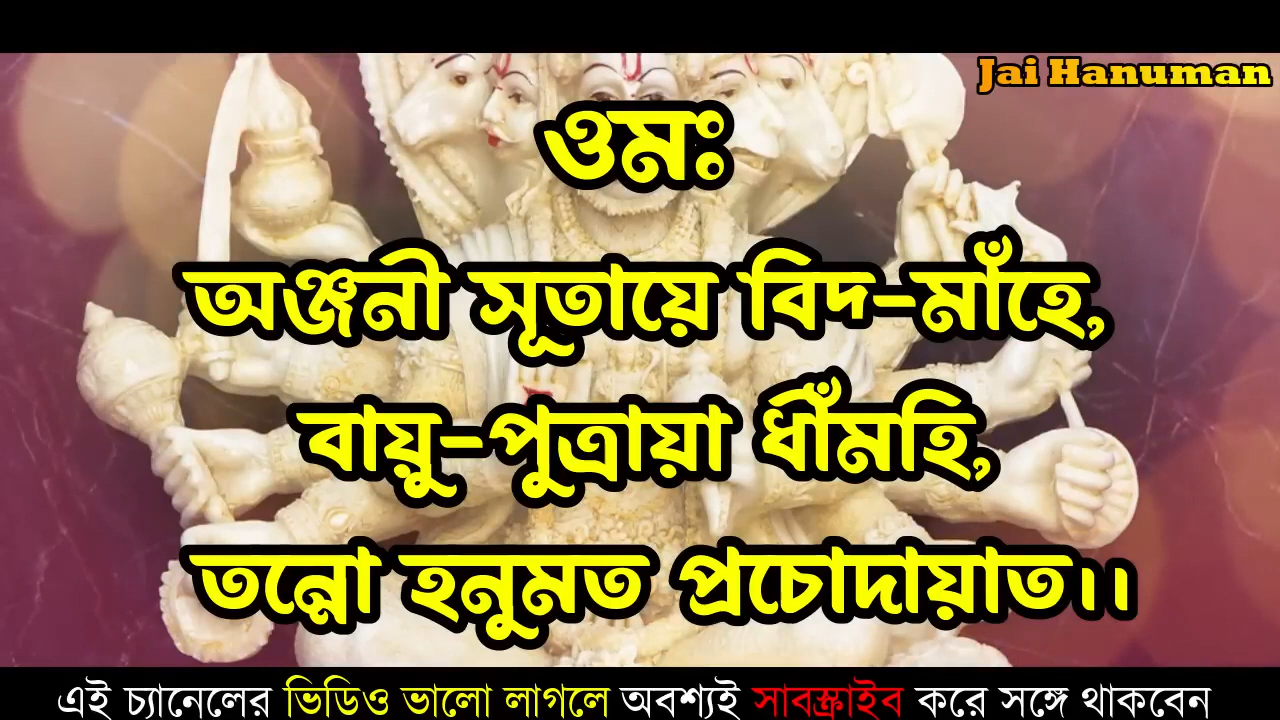 Jai Hanuman
ওমঃ
অঞ্জনী সূতায়ে বিদ-মাঁহে,
বায়ু-পুত্রায়া ধীঁমহি,
তন্নো হনুমত প্রচোদায়াত।।
এই চ্যানেলের ভিডিও ভালো লাগলে অবশ্যই সাবস্ক্রাইব করে সঙ্গে থাকবেন